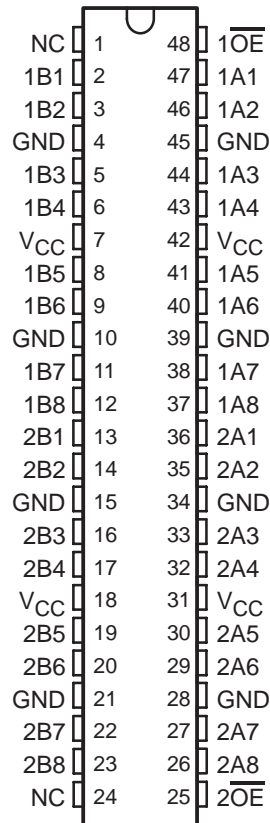 NC 1 48 1O̅E̅
1B1 2 47 1A1
1B2 3 46 1A2
GND 4 45 GND
1B3 5 44 1A3
1B4 6 43 1A4
VCC 7 42 VCC
1B5 8 41 1A5
1B6 9 40 1A6
GND 10 39 GND
1B7 11 38 1A7
1B8 12 37 1A8
2B1 13 36 2A1
2B2 14 35 2A2
GND 15 34 GND
2B3 16 33 2A3
2B4 17 32 2A4
VCC 18 31 VCC
2B5 19 30 2A5
2B6 20 29 2A6
GND 21 28 GND
2B7 22 27 2A7
2B8 23 26 2A8
NC 24 25 2O̅E̅